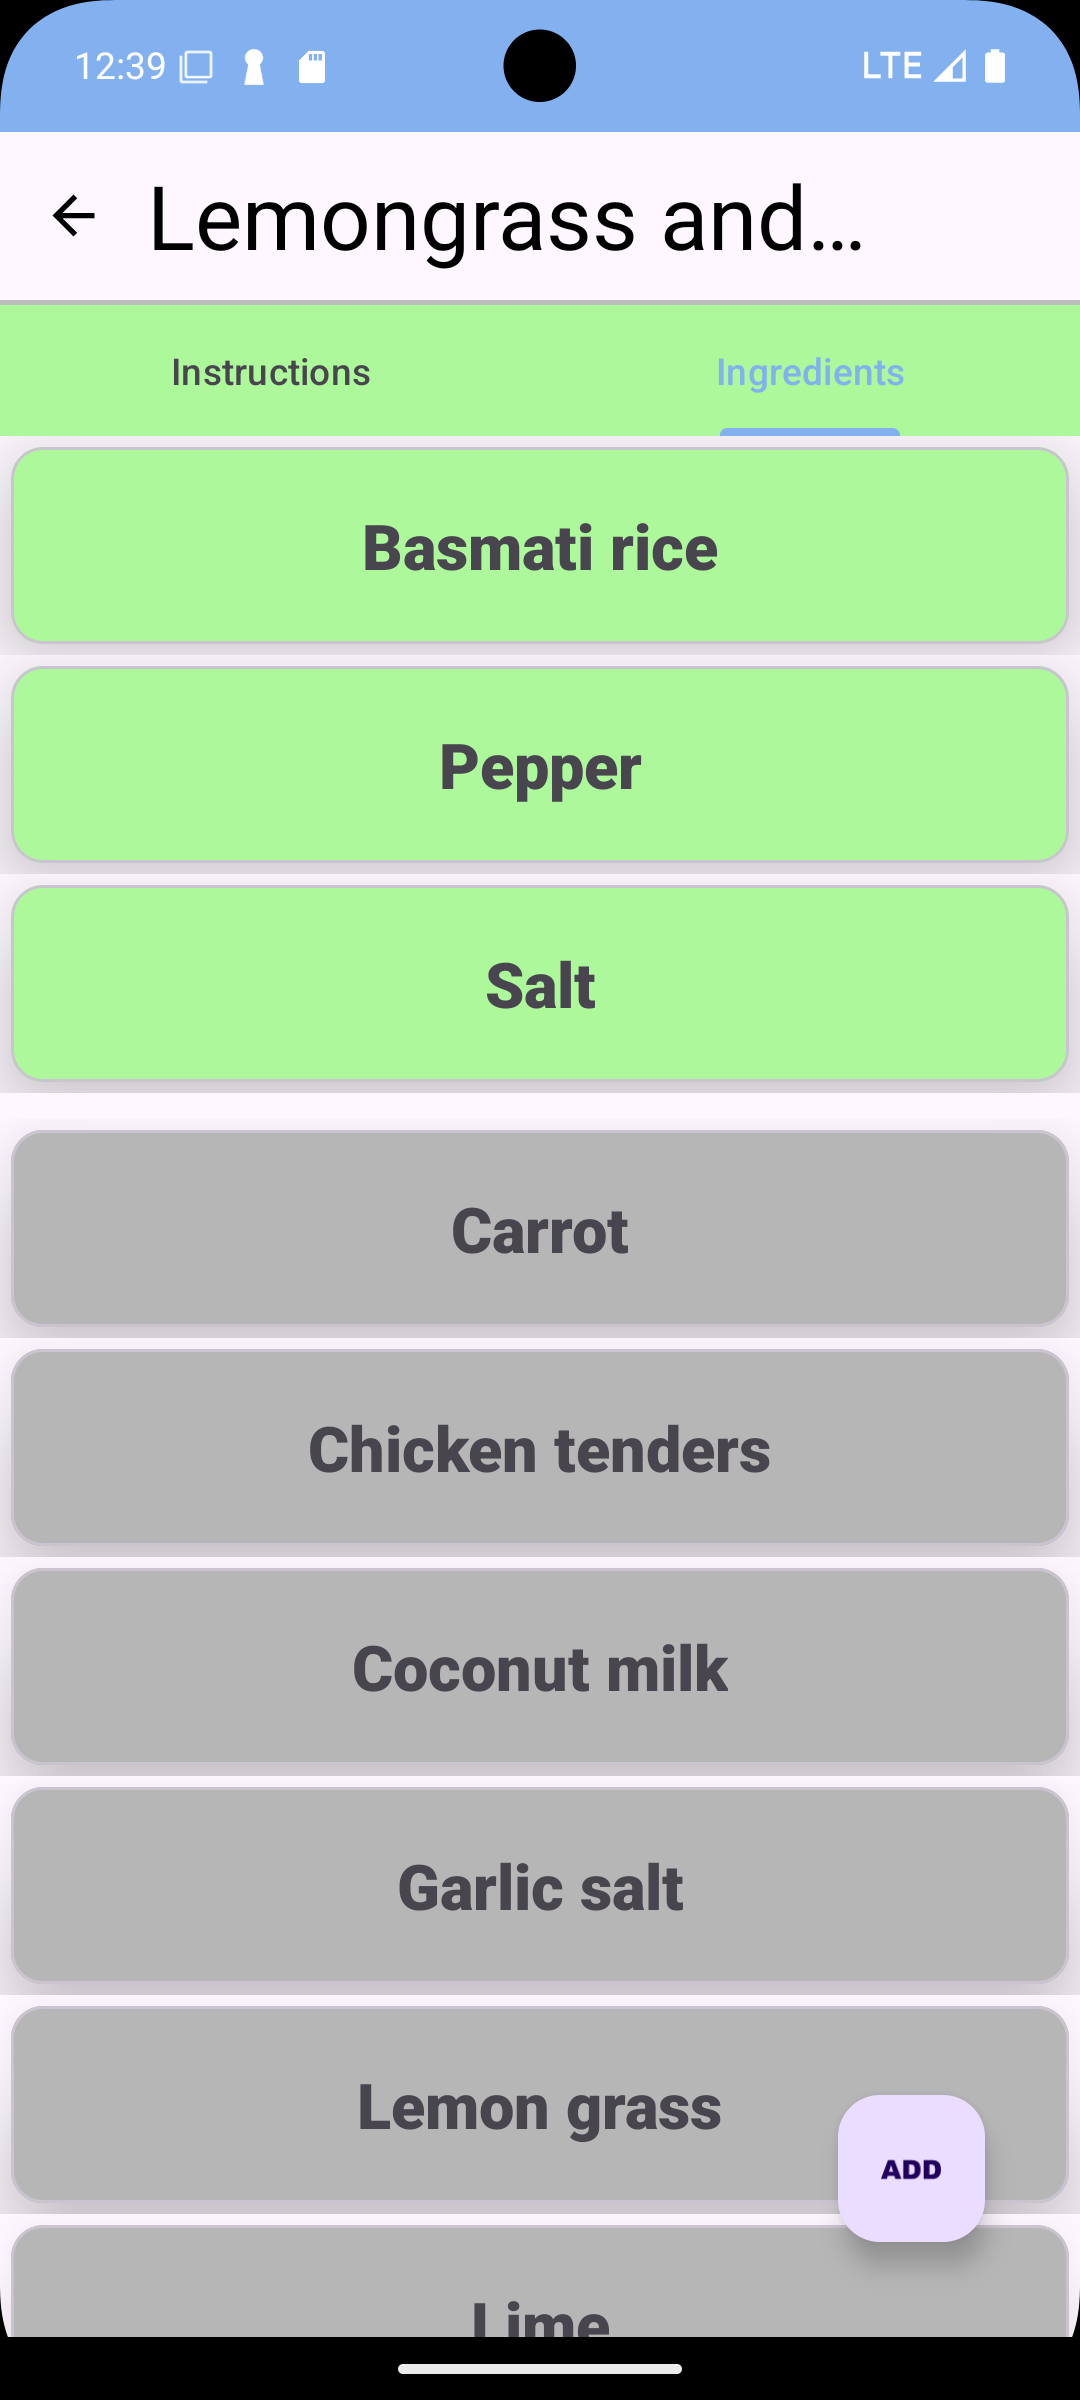 12:39
LTE
Lemongrass and...
Instructions
Ingredients
Basmati rice
Pepper
Salt
Carrot
Chicken tenders
Coconut milk
Garlic salt
Lemon grass
ADD
Lime